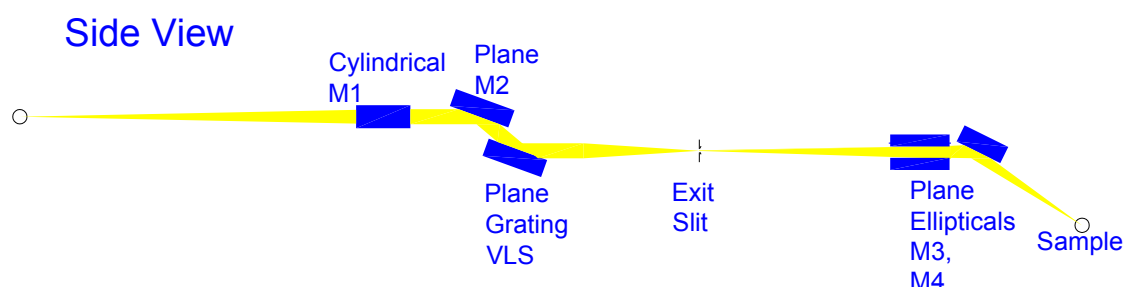 Side View
Cylindrical
M1
Plane
M2
Plane
Grating
VLS
Exit
Slit
Plane
Ellipticals
M3,
M4
Sample